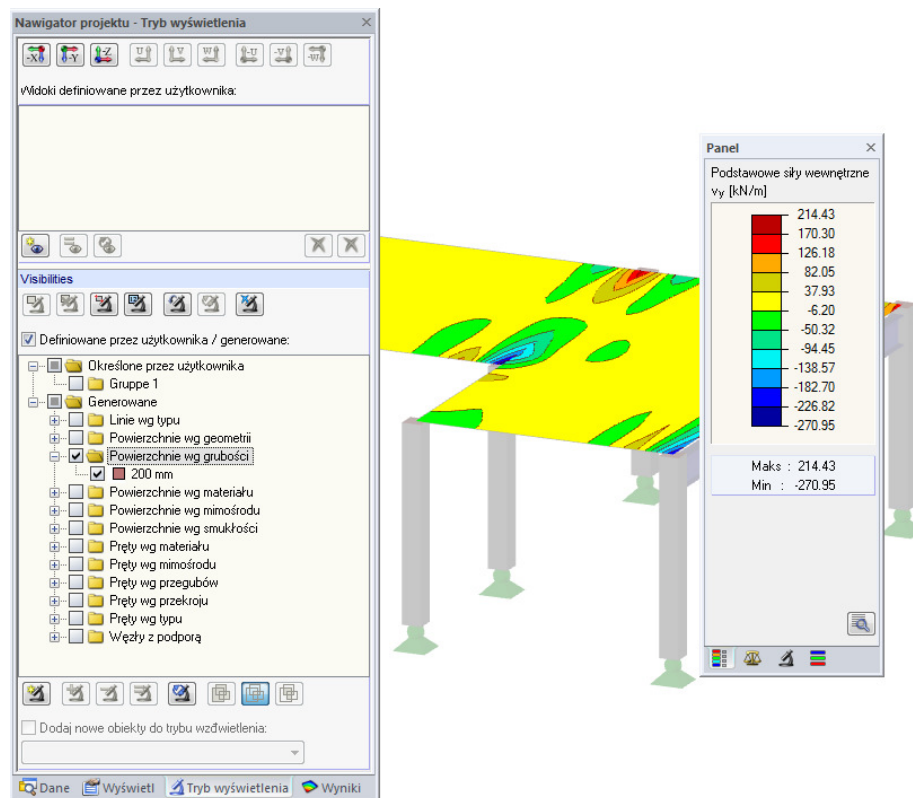 Nawigator projektu - Tryb wyświetlenia
-X -Y -Z U V W -U -V -W
Widoki definiowane przez użytkownika:
Visibilities
Definiowane przez użytkownika / generowane:
Określone przez użytkownika
Gruppe 1
Generowane
Linie wg typu
Powierzchnie wg geometrii
Powierzchnie wg grubości
200 mm
Powierzchnie wg materiału
Powierzchnie wg mimośrodu
Powierzchnie wg smukłości
Pręty wg materiału
Pręty wg mimośrodu
Pręty wg przegubów
Pręty wg przekroju
Pręty wg typu
Węzły z podporą
Dodaj nowe obiekty do trybu wzdwietlenia:
Dane Wyświetl Tryb wyświetlenia Wyniki
Panel
Podstawowe siły wewnętrzne
vy [kN/m]
214.43
170.30
126.18
82.05
37.93
-6.20
-50.32
-94.45
-138.57
-182.70
-226.82
-270.95
Maks : 214.43
Min : -270.95